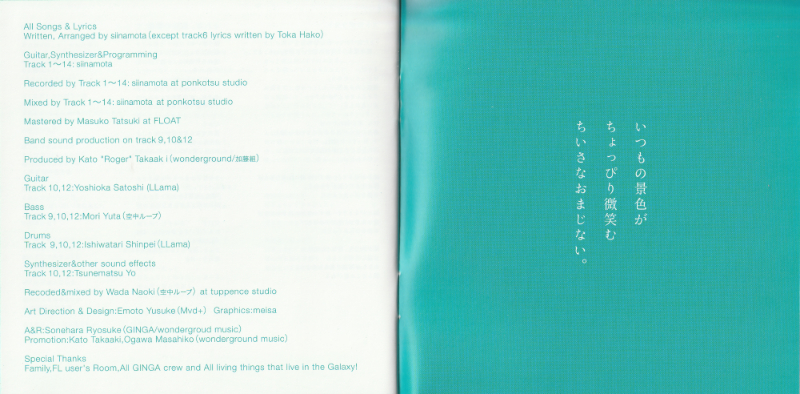 All Songs & Lyrics
Written, Arranged by siinamota(except track6 lyrics written by Toka Hako)
Guitar,Synthesizer&Programming
Track 1〜14: siinamota
Recorded by Track 1〜14: siinamota at ponkotsu studio
Mixed by Track 1〜14: siinamota at ponkotsu studio
Mastered by Masuko Tatsuki at FLOAT
Band sound production on track 9,10&12
Produced by Kato "Roger" Takaak i(wonderground/加藤組)
Guitar
Track 10,12:Yoshioka Satoshi (LLama)
Bass
Track 9,10,12:Mori Yuta(空中ループ)
Drums
Track 9,10,12:Ishiwatari Shinpei(LLama)
Synthesizer&other sound effects
Track 10,12:Tsunematsu Yo
Recoded&mixed by Wada Naoki(空中ループ) at tuppence studio
Art Direction & Design:Emoto Yusuke(Mvd+) Graphics:meisa
A&R:Sonehara Ryosuke(GINGA/wondergroud music)
Promotion:Kato Takaaki,Ogawa Masahiko(wonderground music)
Special Thanks
Family,FL user's Room,All GINGA crew and All living things that live in the Galaxy!
いつもの景色が
ちょっぴり微笑む
ちいさなおまじない。